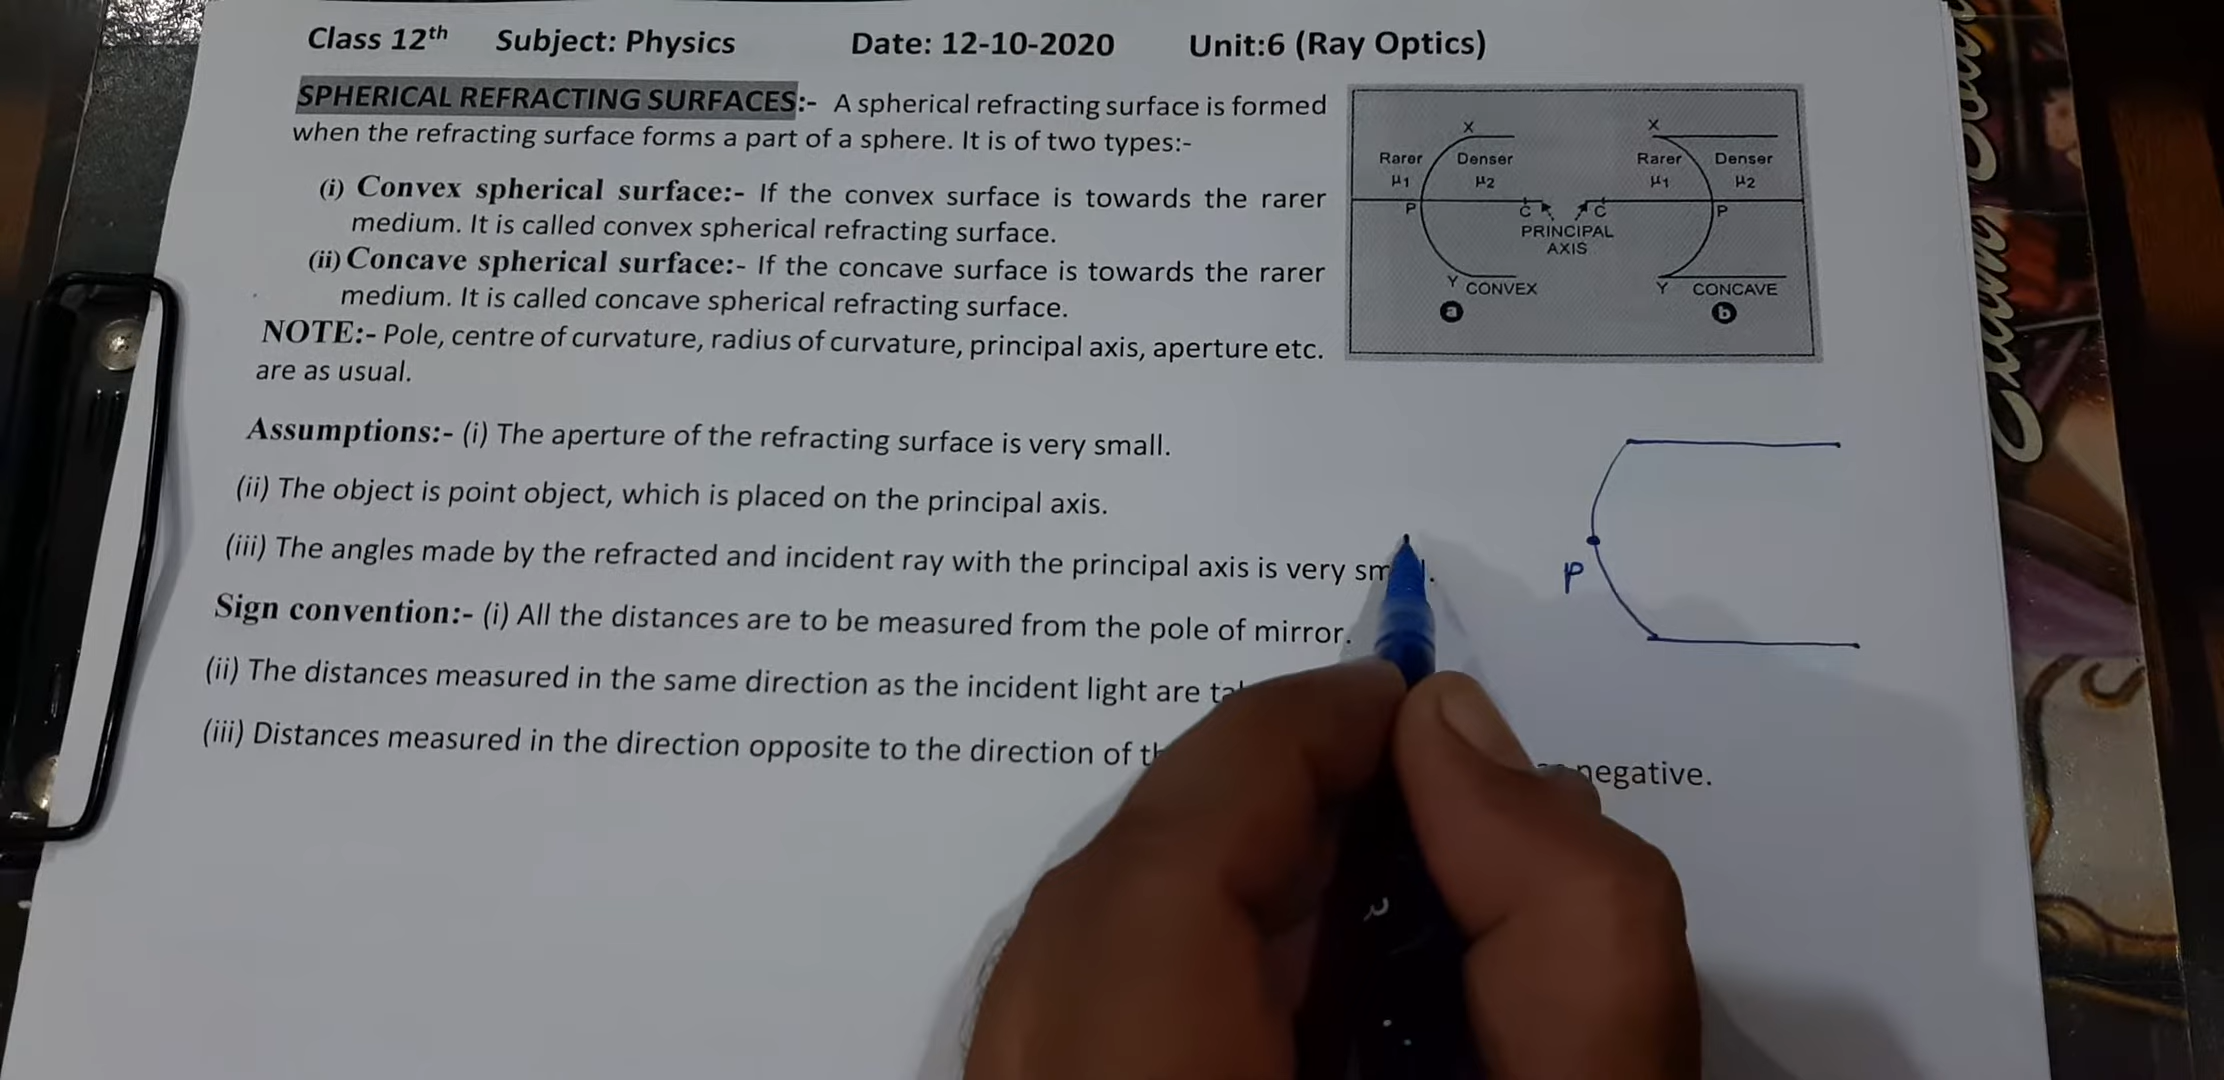 Class 12th Subject: Physics Date: 12-10-2020 Unit:6 (Ray Optics)
SPHERICAL REFRACTING SURFACES:- A spherical refracting surface is formed
when the refracting surface forms a part of a sphere. It is of two types:-
(i) Convex spherical surface:- If the convex surface is towards the rarer
medium. It is called convex spherical refracting surface.
(ii) Concave spherical surface:- If the concave surface is towards the rarer
medium. It is called concave spherical refracting surface.
NOTE:- Pole, centre of curvature, radius of curvature, principal axis, aperture etc.
are as usual.
X X
Rarer Denser Rarer Denser
μ1 μ2 μ1 μ2
P C C P
PRINCIPAL
AXIS
Y CONVEX Y CONCAVE
a b
Assumptions:- (i) The aperture of the refracting surface is very small.
(ii) The object is point object, which is placed on the principal axis.
(iii) The angles made by the refracted and incident ray with the principal axis is very
P
Sign convention:- (i) All the distances are to be measured from the pole of mirror.
(ii) The distances measured in the same direction as the incident light are
(iii) Distances measured in the direction opposite to the direction of negative.